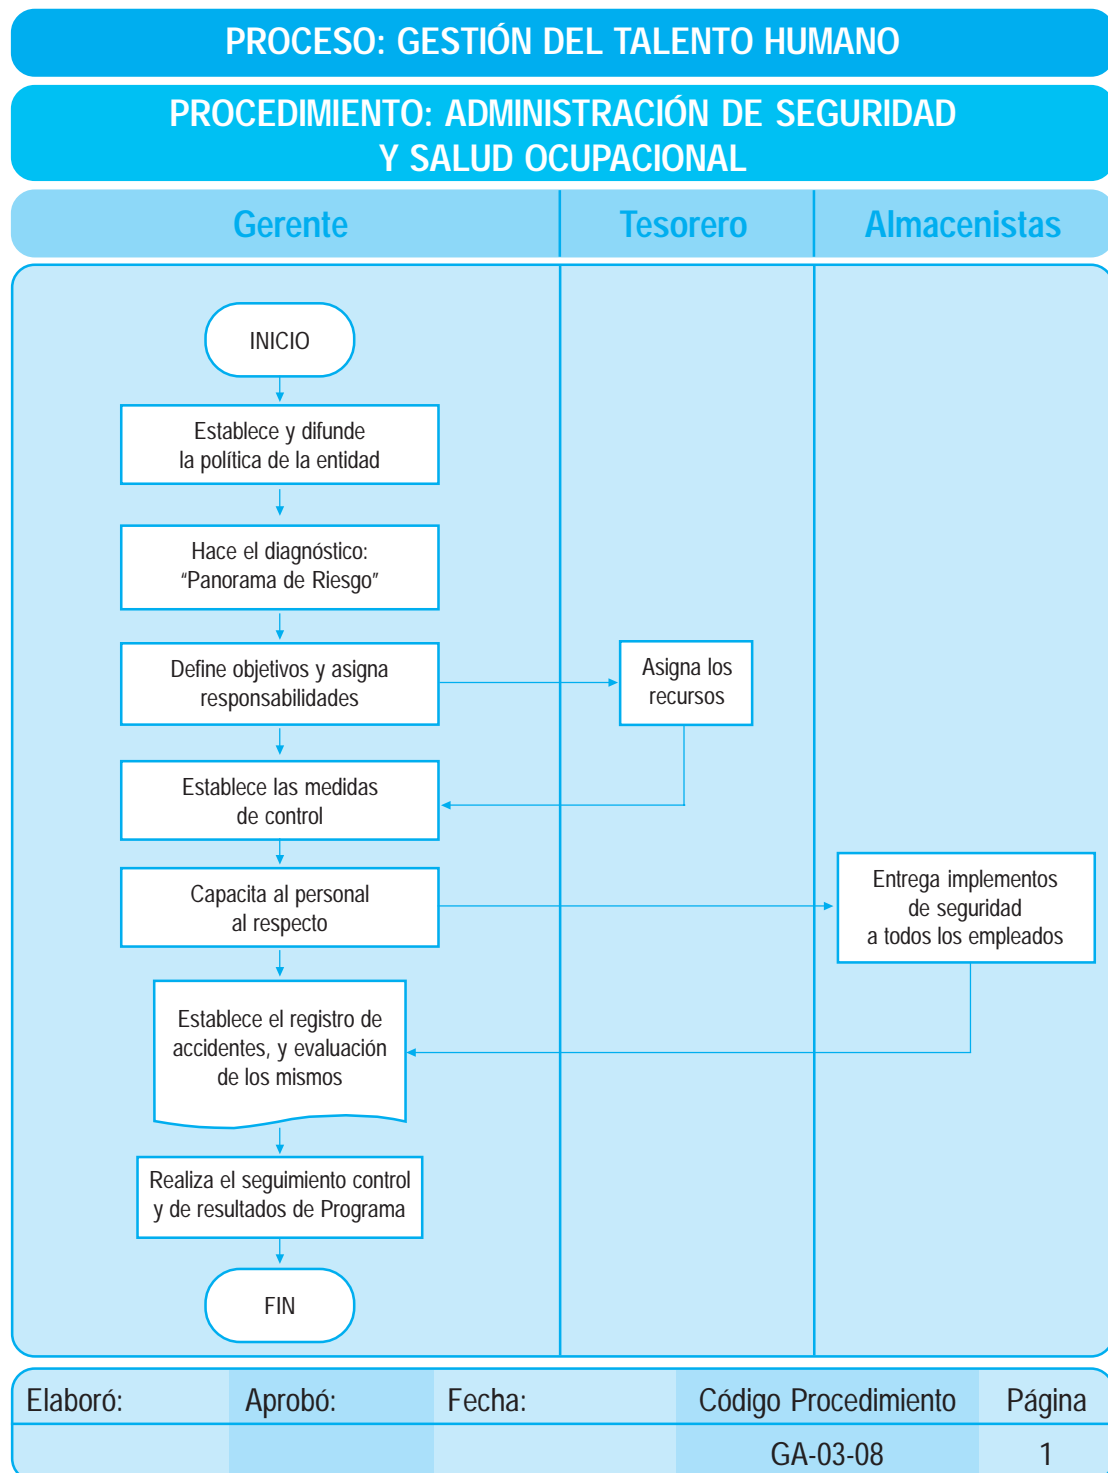 PROCESO: GESTIÓN DEL TALENTO HUMANO
PROCEDIMIENTO: ADMINISTRACIÓN DE SEGURIDAD
Y SALUD OCUPACIONAL
Gerente
Tesorero
Almacenistas
INICIO
Establece y difunde
la política de la entidad
Hace el diagnóstico:
“Panorama de Riesgo”
Define objetivos y asigna
responsabilidades
Asigna los
recursos
Establece las medidas
de control
Capacita al personal
al respecto
Entrega implementos
de seguridad
a todos los empleados
Establece el registro de
accidentes, y evaluación
de los mismos
Realiza el seguimiento control
y de resultados de Programa
FIN
Elaboró:
Aprobó:
Fecha:
Código Procedimiento
Página
GA-03-08
1